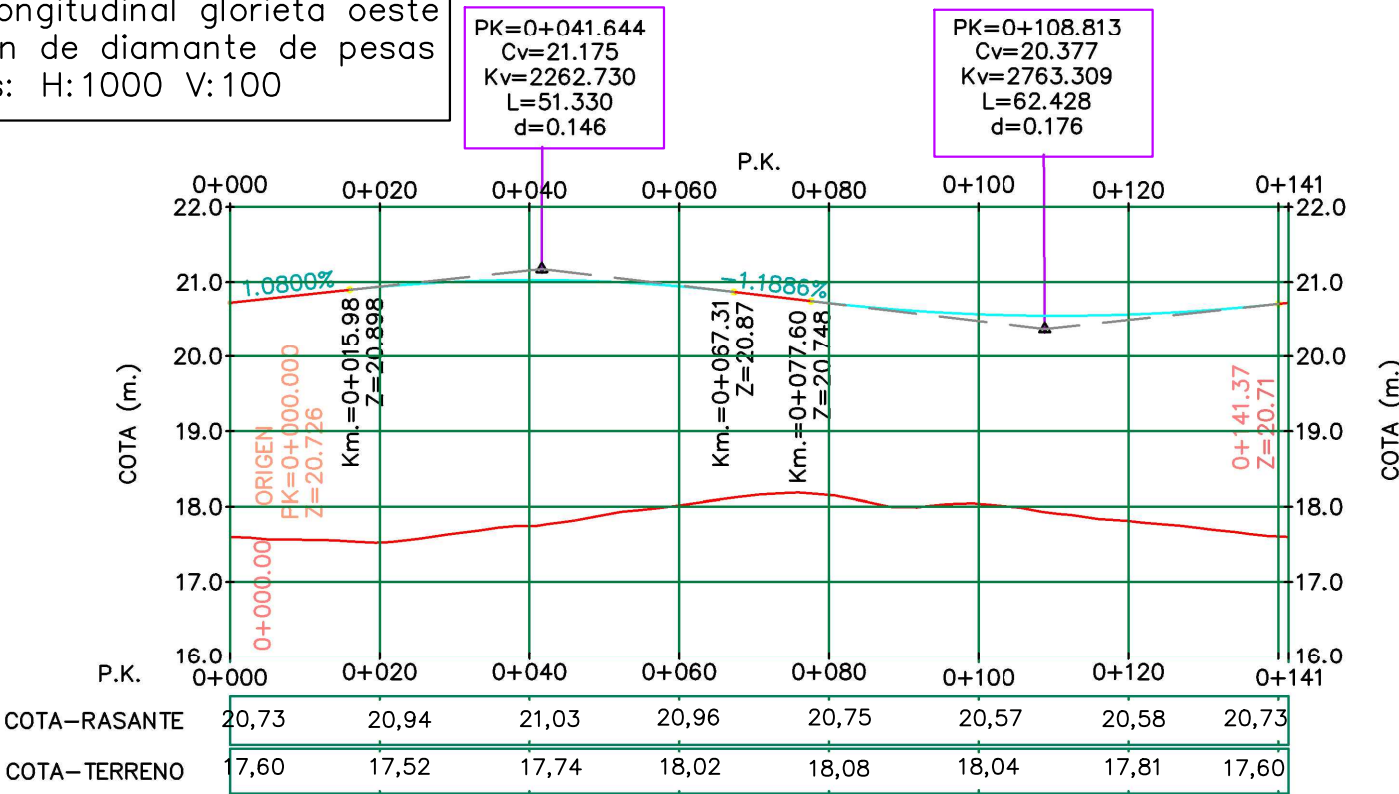 ongitudinal glorieta oeste
n de diamante de pesas
s: H:1000 V:100
PK=0+041.644
Cv=21.175
Kv=2262.730
L=51.330
d=0.146
PK=0+108.813
Cv=20.377
Kv=2763.309
L=62.428
d=0.176
P.K.
0+000 0+020 0+040 0+060 0+080 0+100 0+120 0+141
22.0 22.0
21.0 21.0
20.0 20.0
19.0 19.0
18.0 18.0
17.0 17.0
16.0 16.0
COTA (m.)
COTA (m.)
1.0800%
-1.1886%
ORIGEN
PK=0+000.000
Z=20.726
0+000.00
Km.=0+015.98
Z=20.898
Km.=0+067.31
Z=20.87
Km.=0+077.60
Z=20.748
0+141.37
Z=20.71
P.K. 0+000 0+020 0+040 0+060 0+080 0+100 0+120 0+141
COTA-RASANTE 20,73 20,94 21,03 20,96 20,75 20,57 20,58 20,73
COTA-TERRENO 17,60 17,52 17,74 18,02 18,08 18,04 17,81 17,60